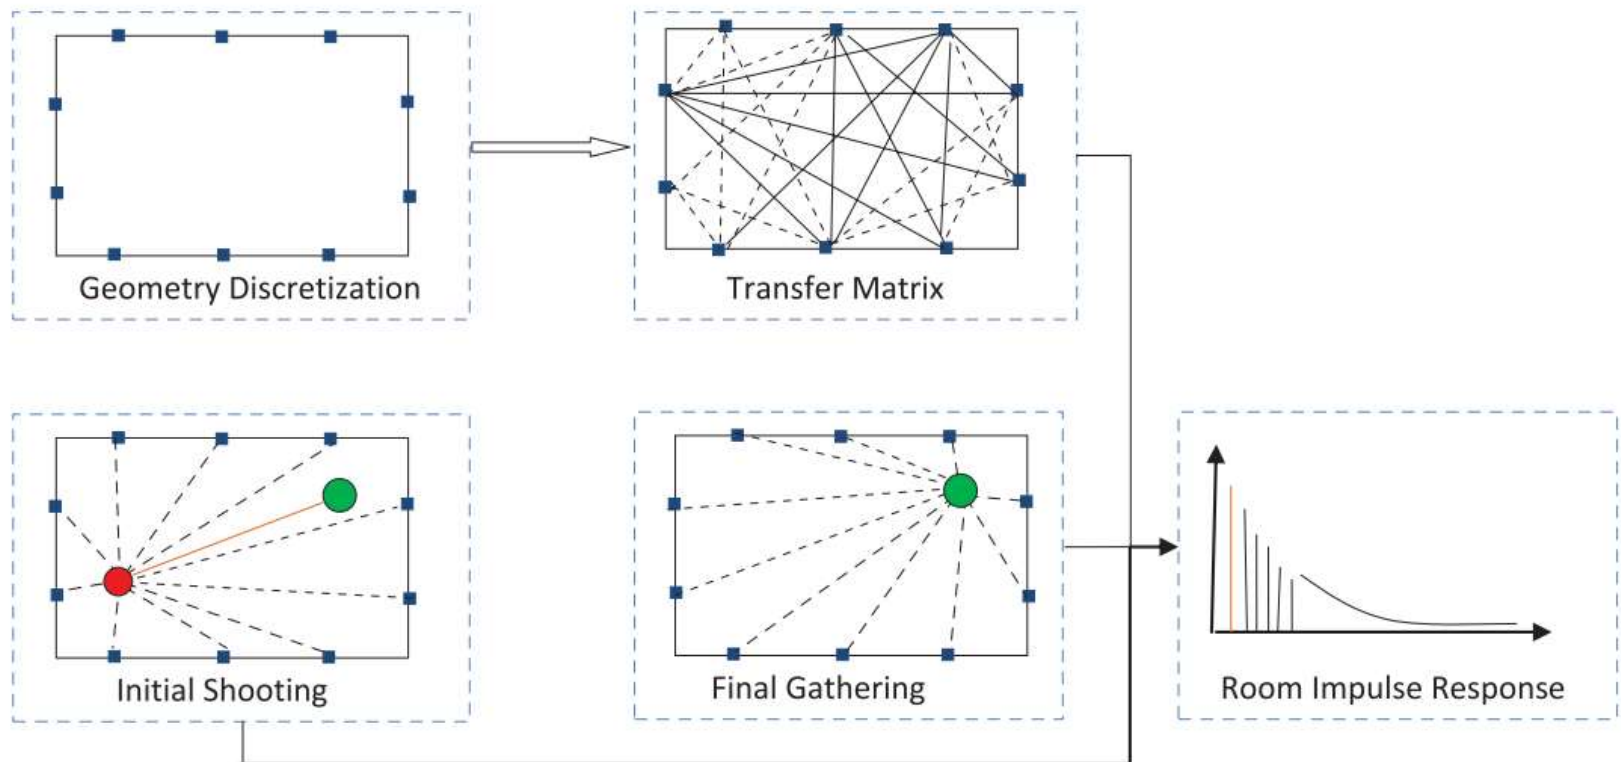 Geometry Discretization
Transfer Matrix
Initial Shooting
Final Gathering
Room Impulse Response